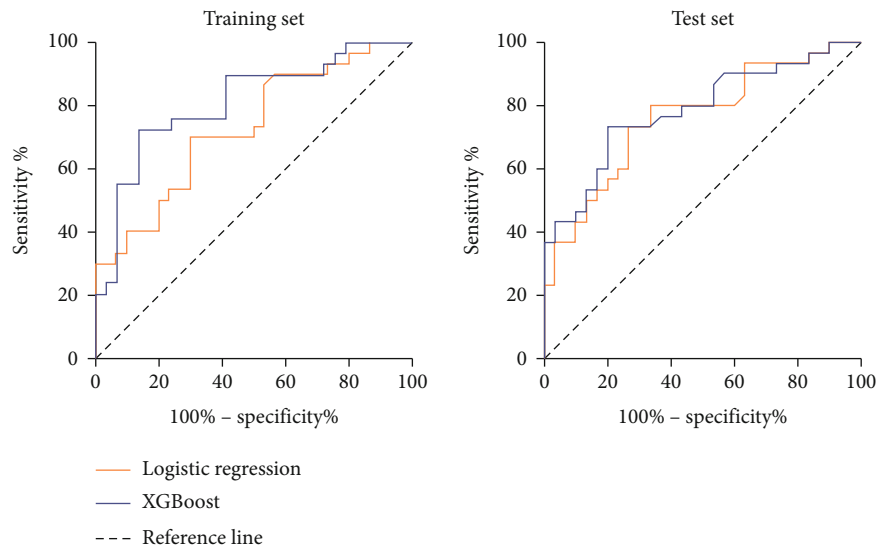 Training set
Sensitivity %
100
80
60
40
20
0
0 20 40 60 80 100
100% – specificity%
Test set
Sensitivity %
100
80
60
40
20
0
0 20 40 60 80 100
100% – specificity%
Logistic regression
XGBoost
Reference line